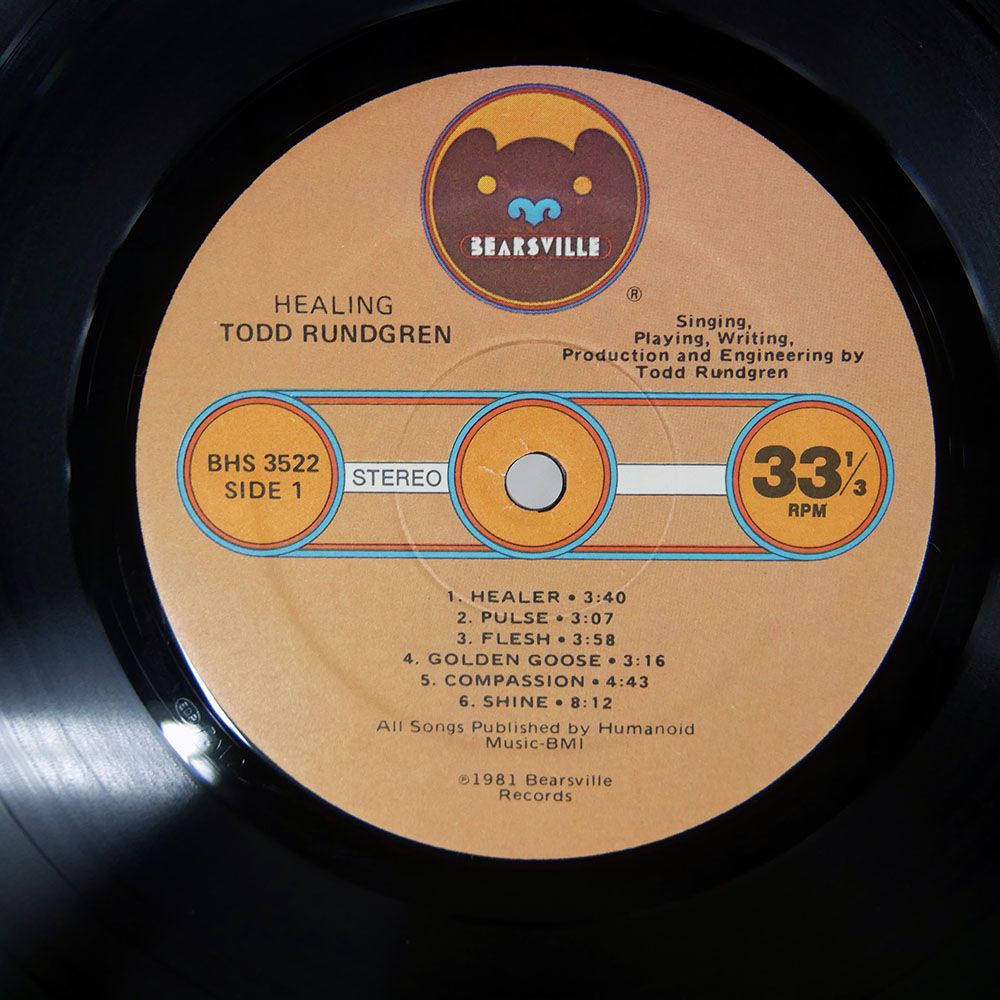 BEARSVILLE
®
HEALING
TODD RUNDGREN
Singing,
Playing, Writing,
Production and Engineering by
Todd Rundgren
BHS 3522
SIDE 1
STEREO
33 1/3
RPM
1. HEALER • 3:40
2. PULSE • 3:07
3. FLESH • 3:58
4. GOLDEN GOOSE • 3:16
5. COMPASSION • 4:43
6. SHINE • 8:12
All Songs Published by Humanoid
Music-BMI
℗1981 Bearsville
Records